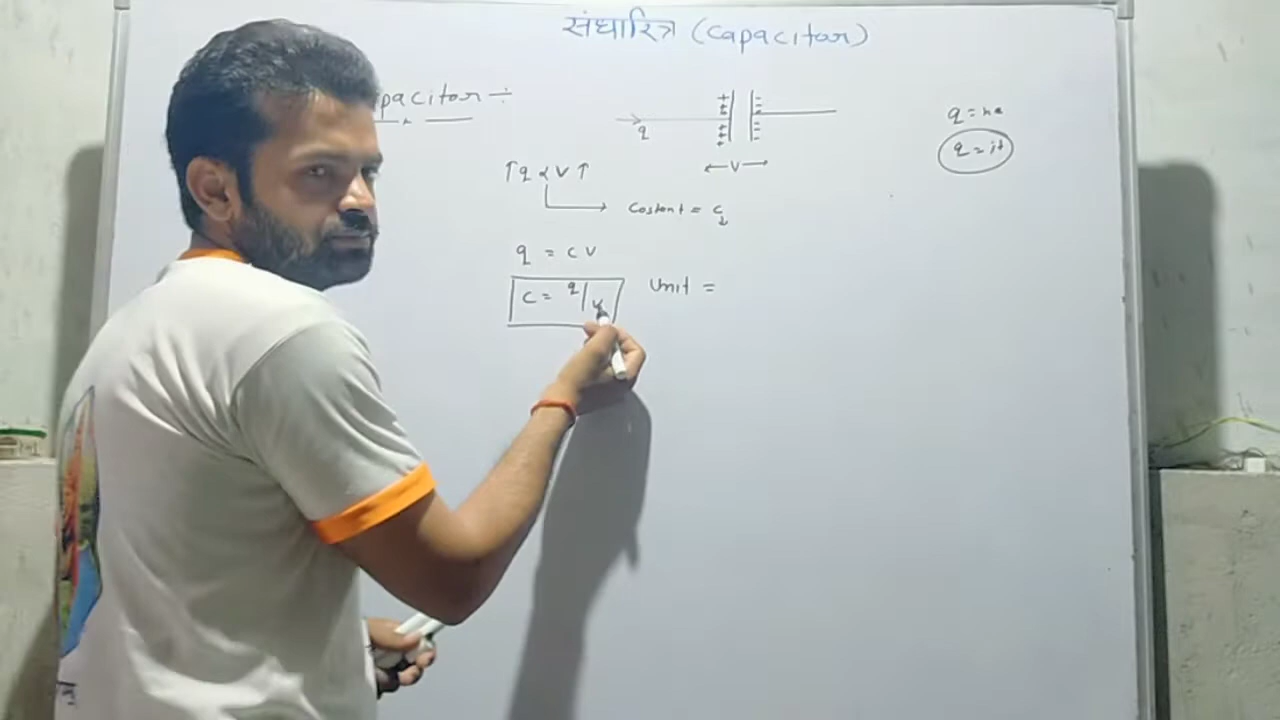 संधारित्र (Capacitor)
pacitor ÷
+ + + + + - - - - -
q
V
q = ne
q = it
↑q ∝ V↑
Costant = C
q = CV
C = q/V
Unit =